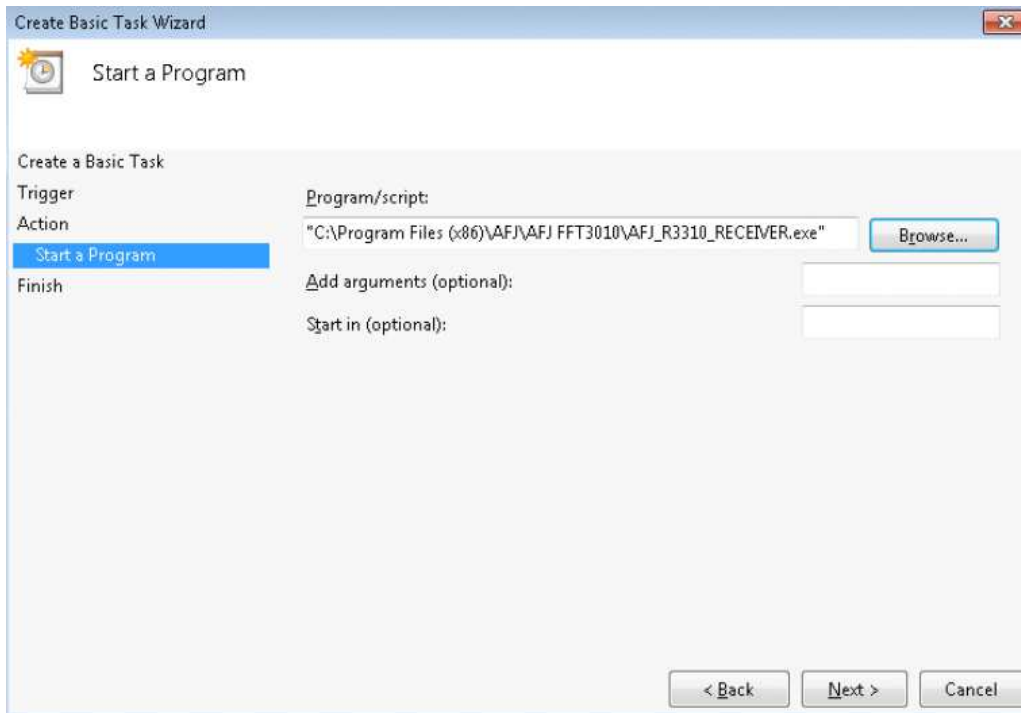 Create Basic Task Wizard
Start a Program
Create a Basic Task
Trigger
Action
Start a Program
Finish
Program/script:
"C:\Program Files (x86)\AFJ\AFJ FFT3010\AFJ_R3310_RECEIVER.exe"
Browse...
Add arguments (optional):
Start in (optional):
< Back
Next >
Cancel